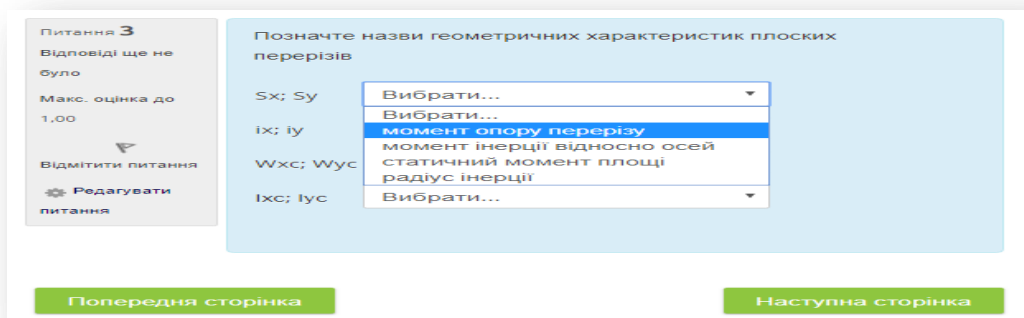 Питання 3
Відповіді ще не
було
Макс. оцінка до
1,00
Відмітити питання
Редагувати
питання
Позначте назви геометричних характеристик плоских
перерізів
Sx; Sy
Вибрати...
Вибрати...
ix; iy
момент опору перерізу
момент інерції відносно осей
Wxc; Wyc
статичний момент площі
радіус інерції
Ixc; Iyc
Вибрати...
Попередня сторінка
Наступна сторінка